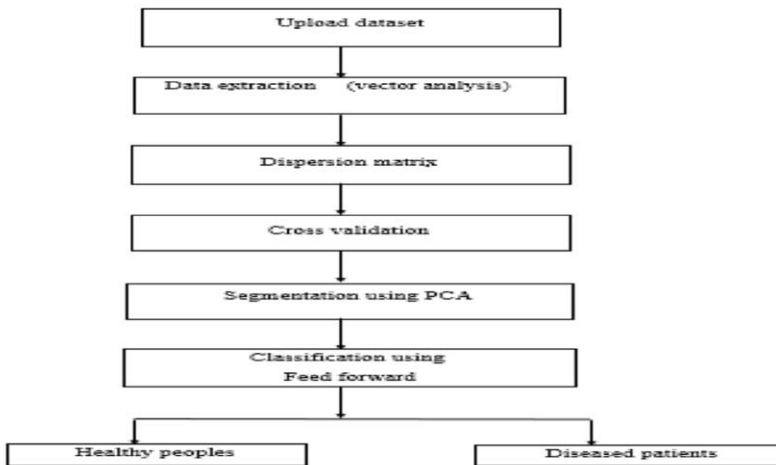 Upload dataset
Data extraction (vector analysis)
Dispersion matrix
Cross validation
Segmentation using PCA
Classification using
Feed forward
Healthy peoples
Diseased patients